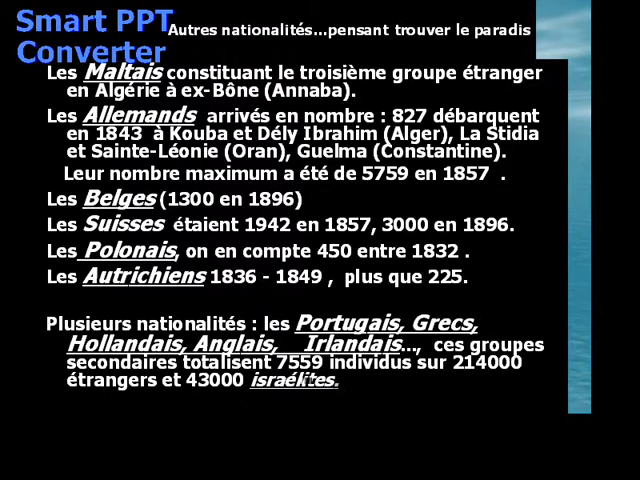 Smart PPT
Converter
Autres nationalités...pensant trouver le paradis
Les Maltais constituant le troisième groupe étranger
en Algérie à ex-Bône (Annaba).
Les Allemands arrivés en nombre : 827 débarquent
en 1843 à Kouba et Dély Ibrahim (Alger), La Stidia
et Sainte-Léonie (Oran), Guelma (Constantine).
Leur nombre maximum a été de 5759 en 1857 .
Les Belges (1300 en 1896)
Les Suisses étaient 1942 en 1857, 3000 en 1896.
Les Polonais, on en compte 450 entre 1832 .
Les Autrichiens 1836 - 1849 , plus que 225.
Plusieurs nationalités : les Portugais, Grecs,
Hollandais, Anglais, Irlandais..., ces groupes
secondaires totalisent 7559 individus sur 214000
étrangers et 43000 israélites.